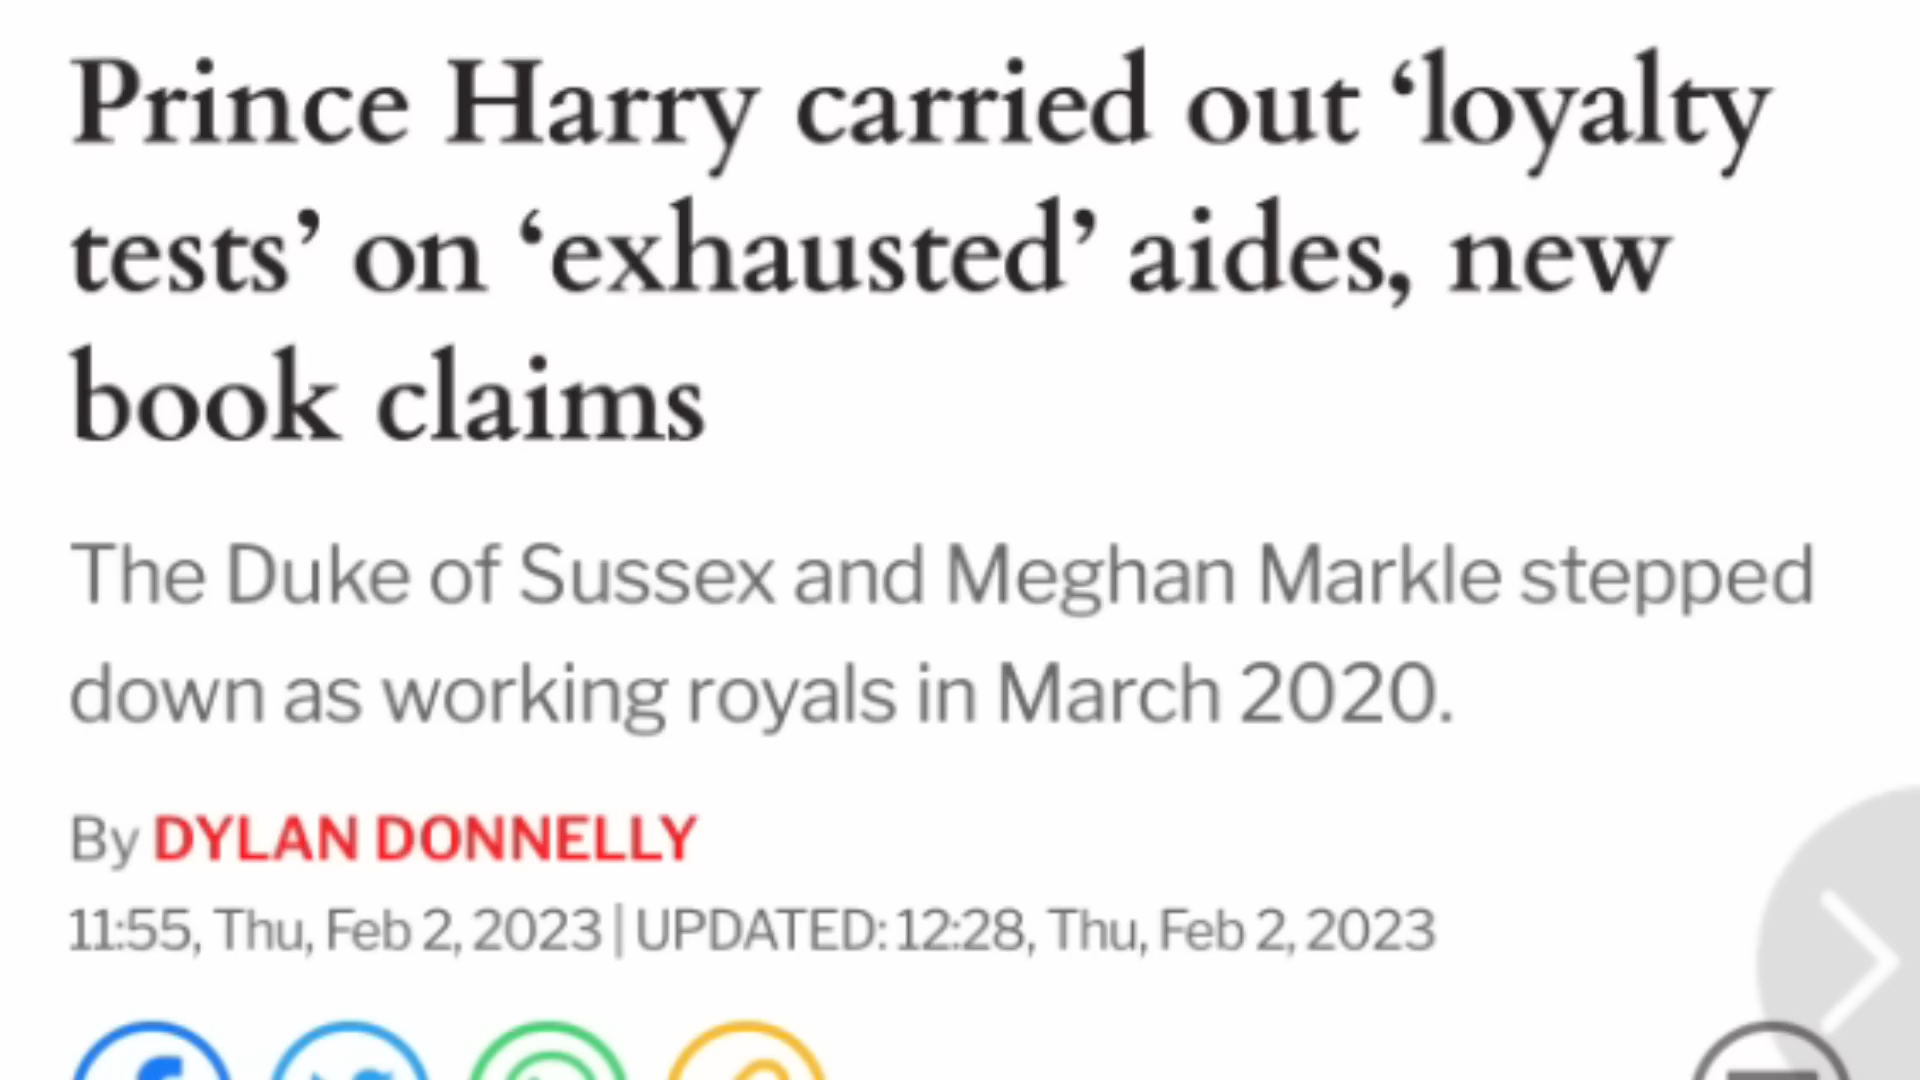 Prince Harry carried out ‘loyalty
tests’ on ‘exhausted’ aides, new
book claims
The Duke of Sussex and Meghan Markle stepped
down as working royals in March 2020.
By DYLAN DONNELLY
11:55, Thu, Feb 2, 2023 | UPDATED: 12:28, Thu, Feb 2, 2023